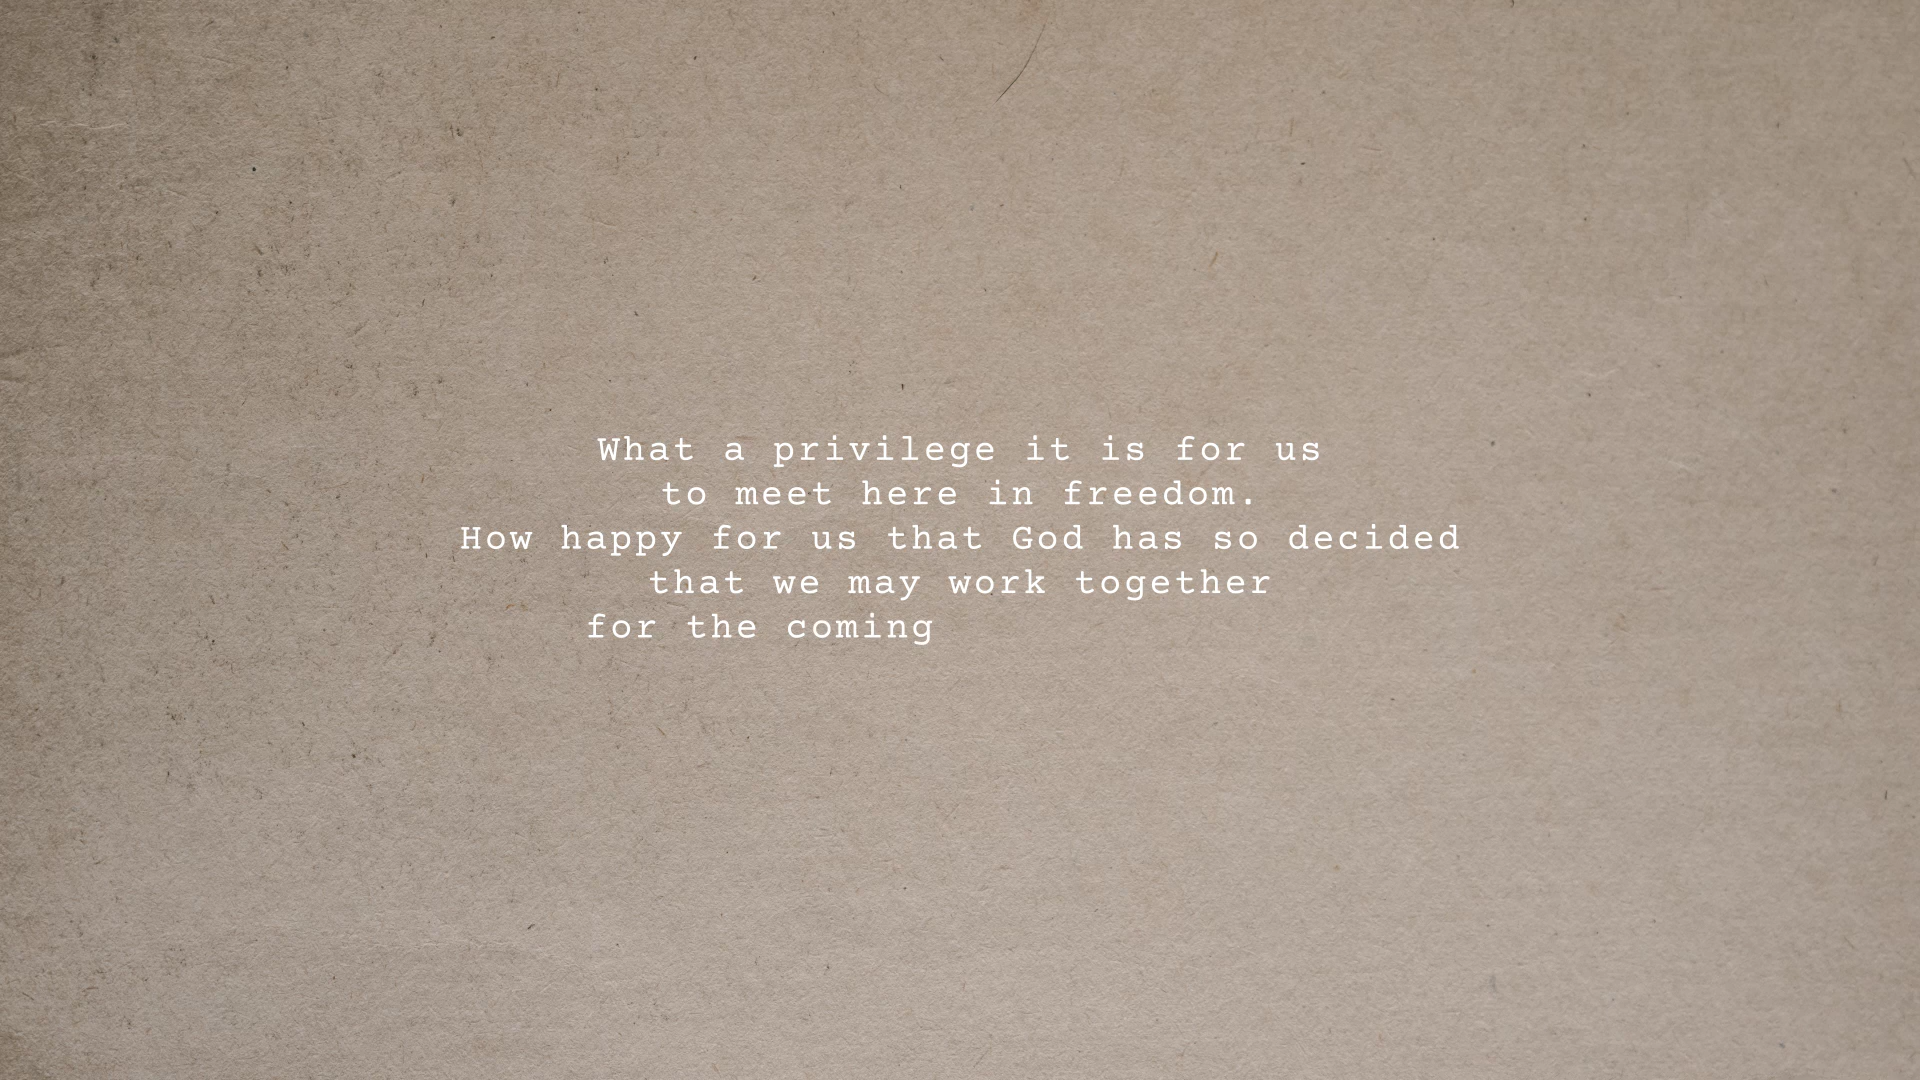 What a privilege it is for us
to meet here in freedom.
How happy for us that God has so decided
that we may work together
for the coming